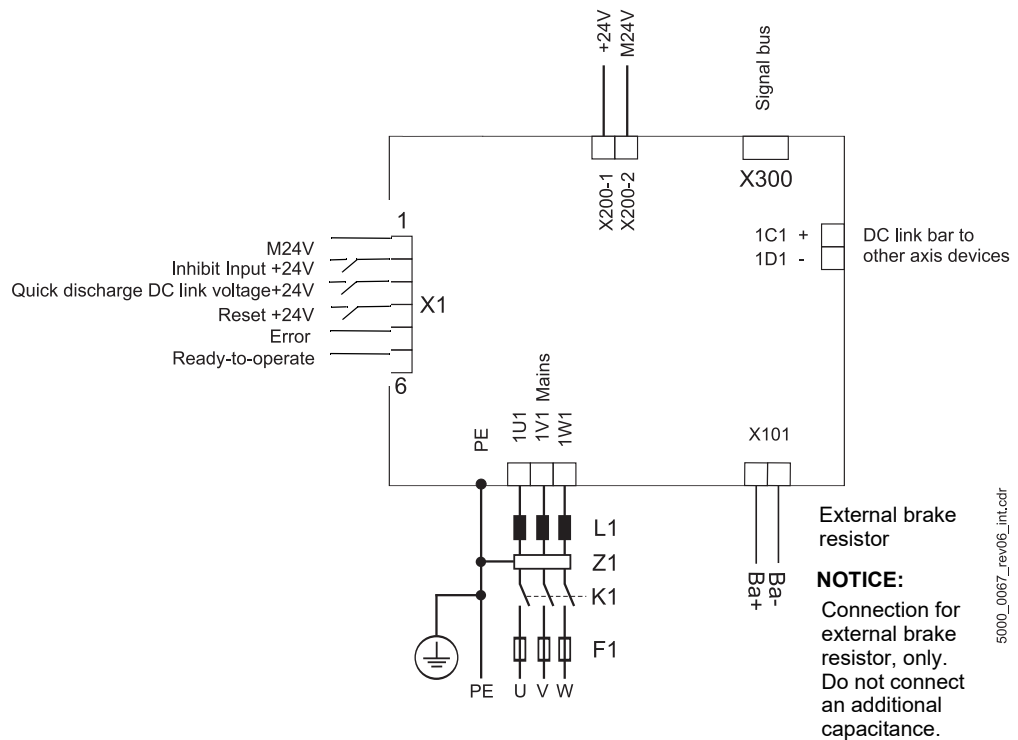 +24V
M24V
Signal bus
X200-1
X200-2
X300
1
M24V
Inhibit Input +24V
Quick discharge DC link voltage+24V
Reset +24V
Error
Ready-to-operate
X1
6
1C1 +
1D1 -
DC link bar to
other axis devices
PE
1U1
1V1 Mains
1W1
X101
L1
Z1
K1
F1
PE
U
V
W
Ba+
Ba-
External brake
resistor
NOTICE:
Connection for
external brake
resistor, only.
Do not connect
an additional
capacitance.
5000_0067_rev06_int.cdr